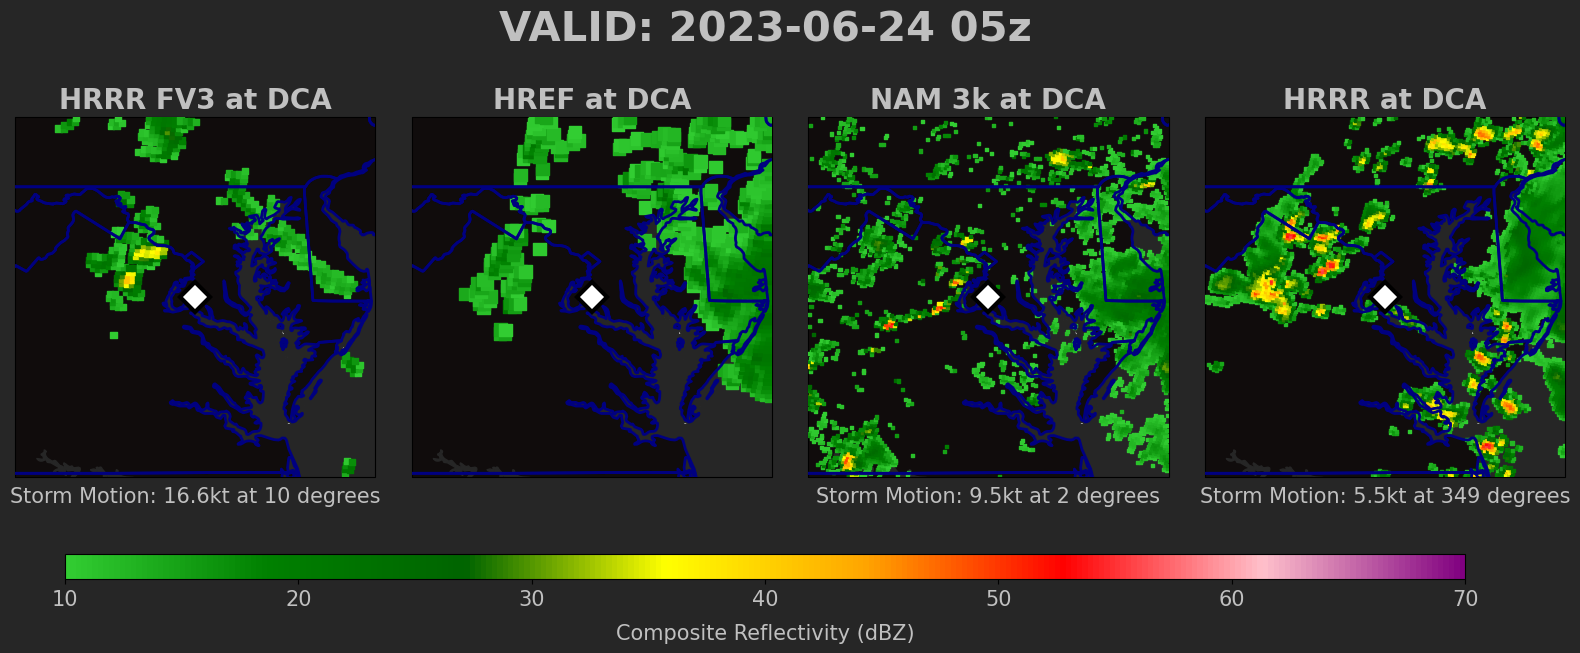 VALID: 2023-06-24 05z
HRRR FV3 at DCA
HREF at DCA
NAM 3k at DCA
HRRR at DCA
Storm Motion: 16.6kt at 10 degrees
Storm Motion: 9.5kt at 2 degrees
Storm Motion: 5.5kt at 349 degrees
10 20 30 40 50 60 70
Composite Reflectivity (dBZ)